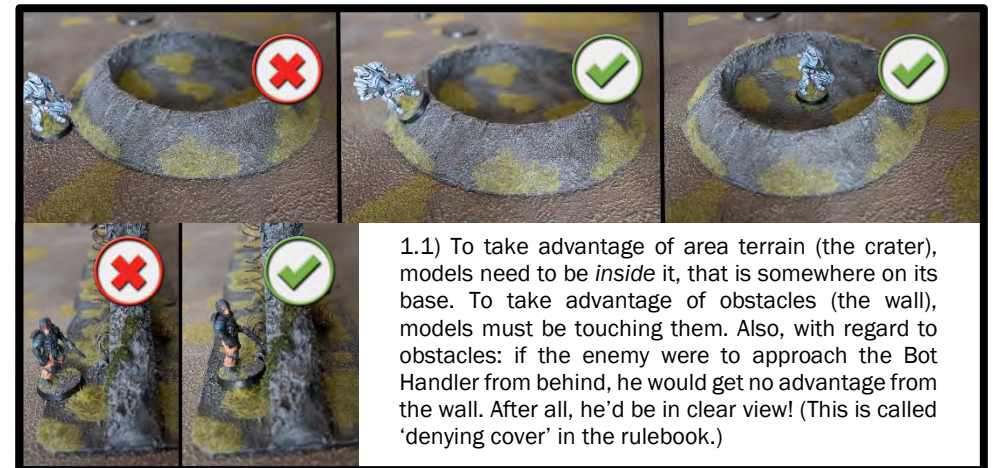 1.1) To take advantage of area terrain (the crater),
models need to be inside it, that is somewhere on its
base. To take advantage of obstacles (the wall),
models must be touching them. Also, with regard to
obstacles: if the enemy were to approach the Bot
Handler from behind, he would get no advantage from
the wall. After all, he'd be in clear view! (This is called
‘denying cover’ in the rulebook.)